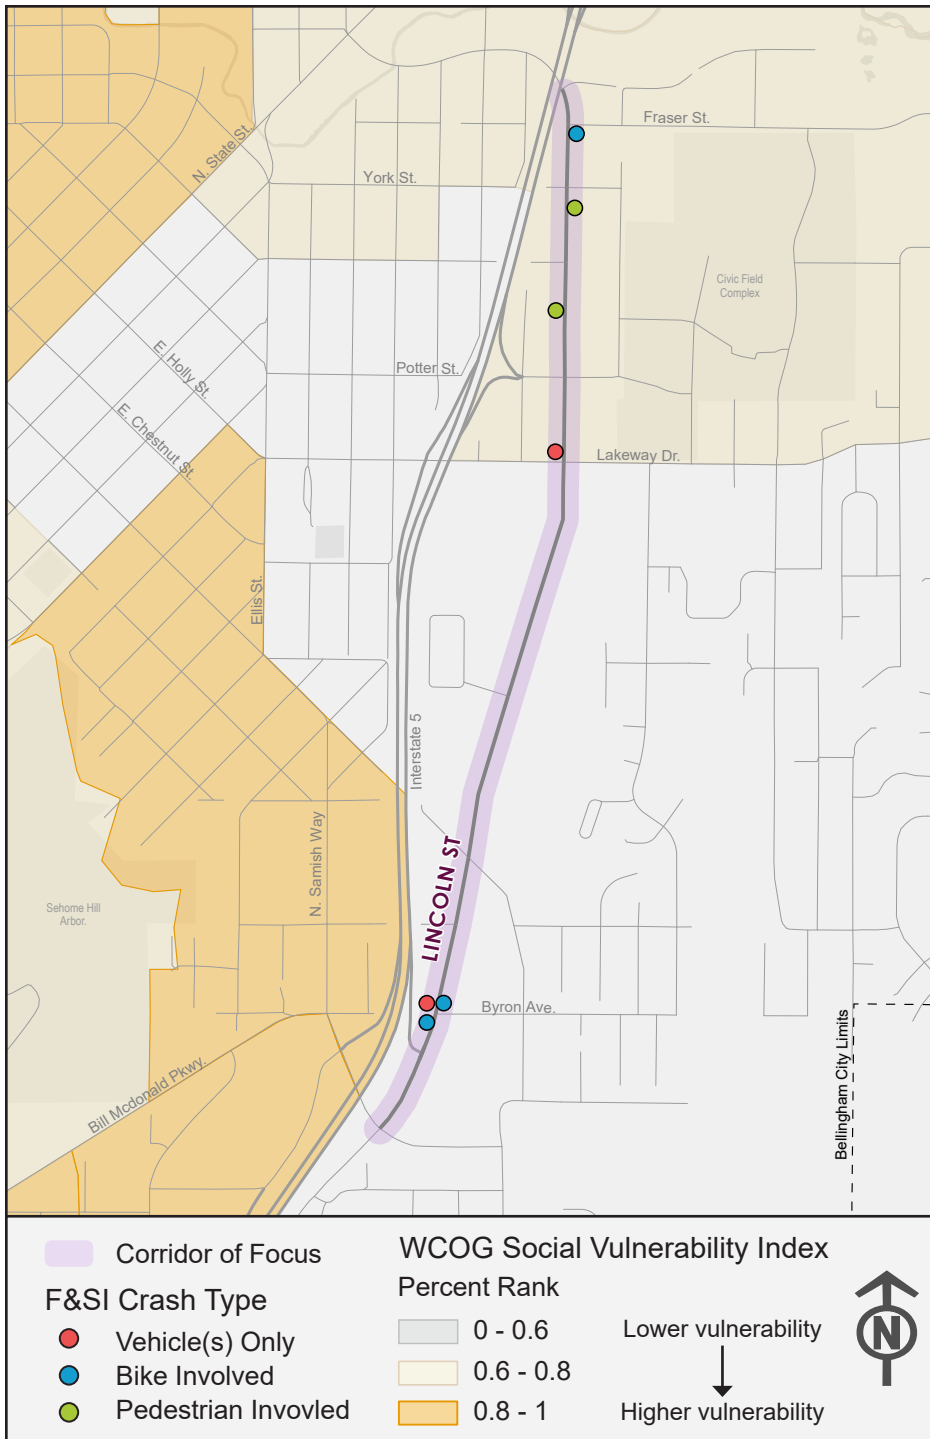 Fraser St.
N. State St.
York St.
Civic Field
Complex
E. Holly St.
Potter St.
E. Chestnut St.
Lakeway Dr.
Ellis St.
Interstate 5
N. Samish Way
LINCOLN ST
Sehome Hill
Arbor.
Byron Ave.
Bill Mcdonald Pkwy.
Bellingham City Limits
Corridor of Focus
F&SI Crash Type
Vehicle(s) Only
Bike Involved
Pedestrian Invovled
WCOG Social Vulnerability Index
Percent Rank
0 - 0.6
0.6 - 0.8
0.8 - 1
Lower vulnerability
Higher vulnerability
N